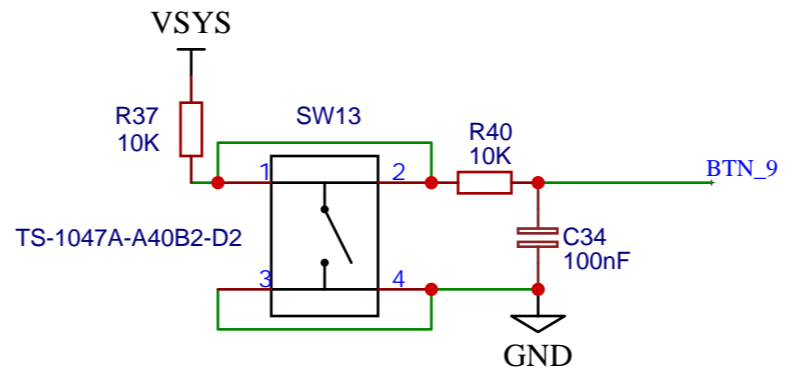 VSYS
R37
10K
SW13
R40
10K
1
2
BTN_9
TS-1047A-A40B2-D2
C34
100nF
3
4
GND